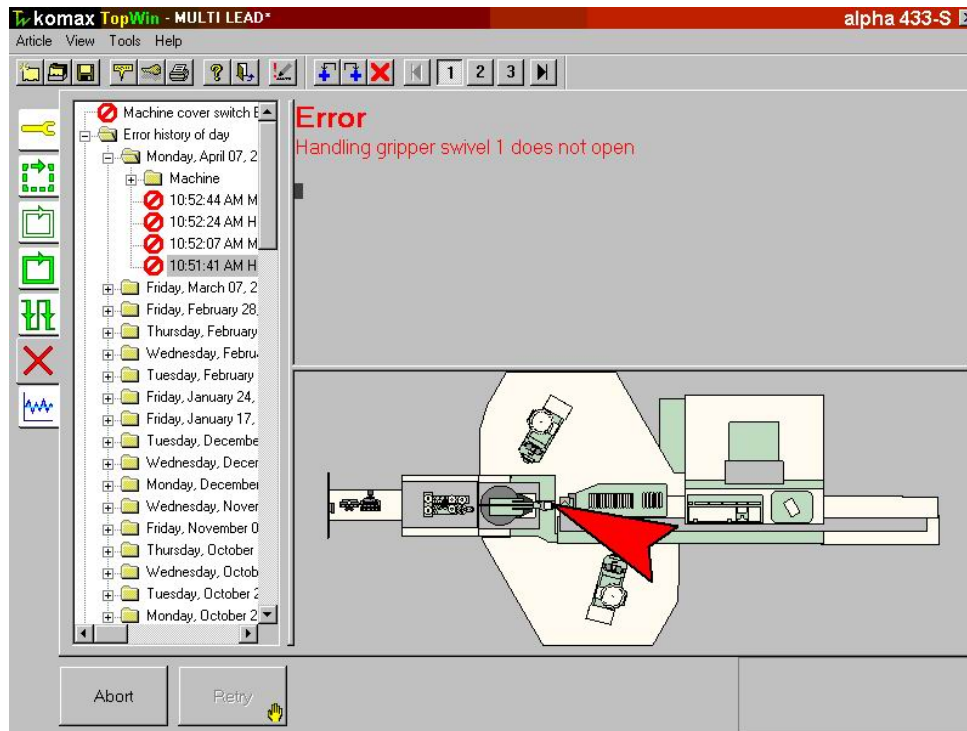 komax TopWin - MULTI LEAD* alpha 433-S
Article View Tools Help
1 2 3
Machine cover switch E
Error history of day
Monday, April 07, 2
Machine
10:52:44 AM M
10:52:24 AM H
10:52:07 AM M
10:51:41 AM H
Friday, March 07, 2
Friday, February 28,
Thursday, February
Wednesday, Febru
Tuesday, February
Friday, January 24,
Friday, January 17,
Tuesday, Decembe
Wednesday, Decer
Monday, December
Wednesday, Nover
Friday, November 0
Thursday, October
Wednesday, Octob
Tuesday, October 2
Monday, October 2
Error
Handling gripper swivel 1 does not open
Abort
Retry